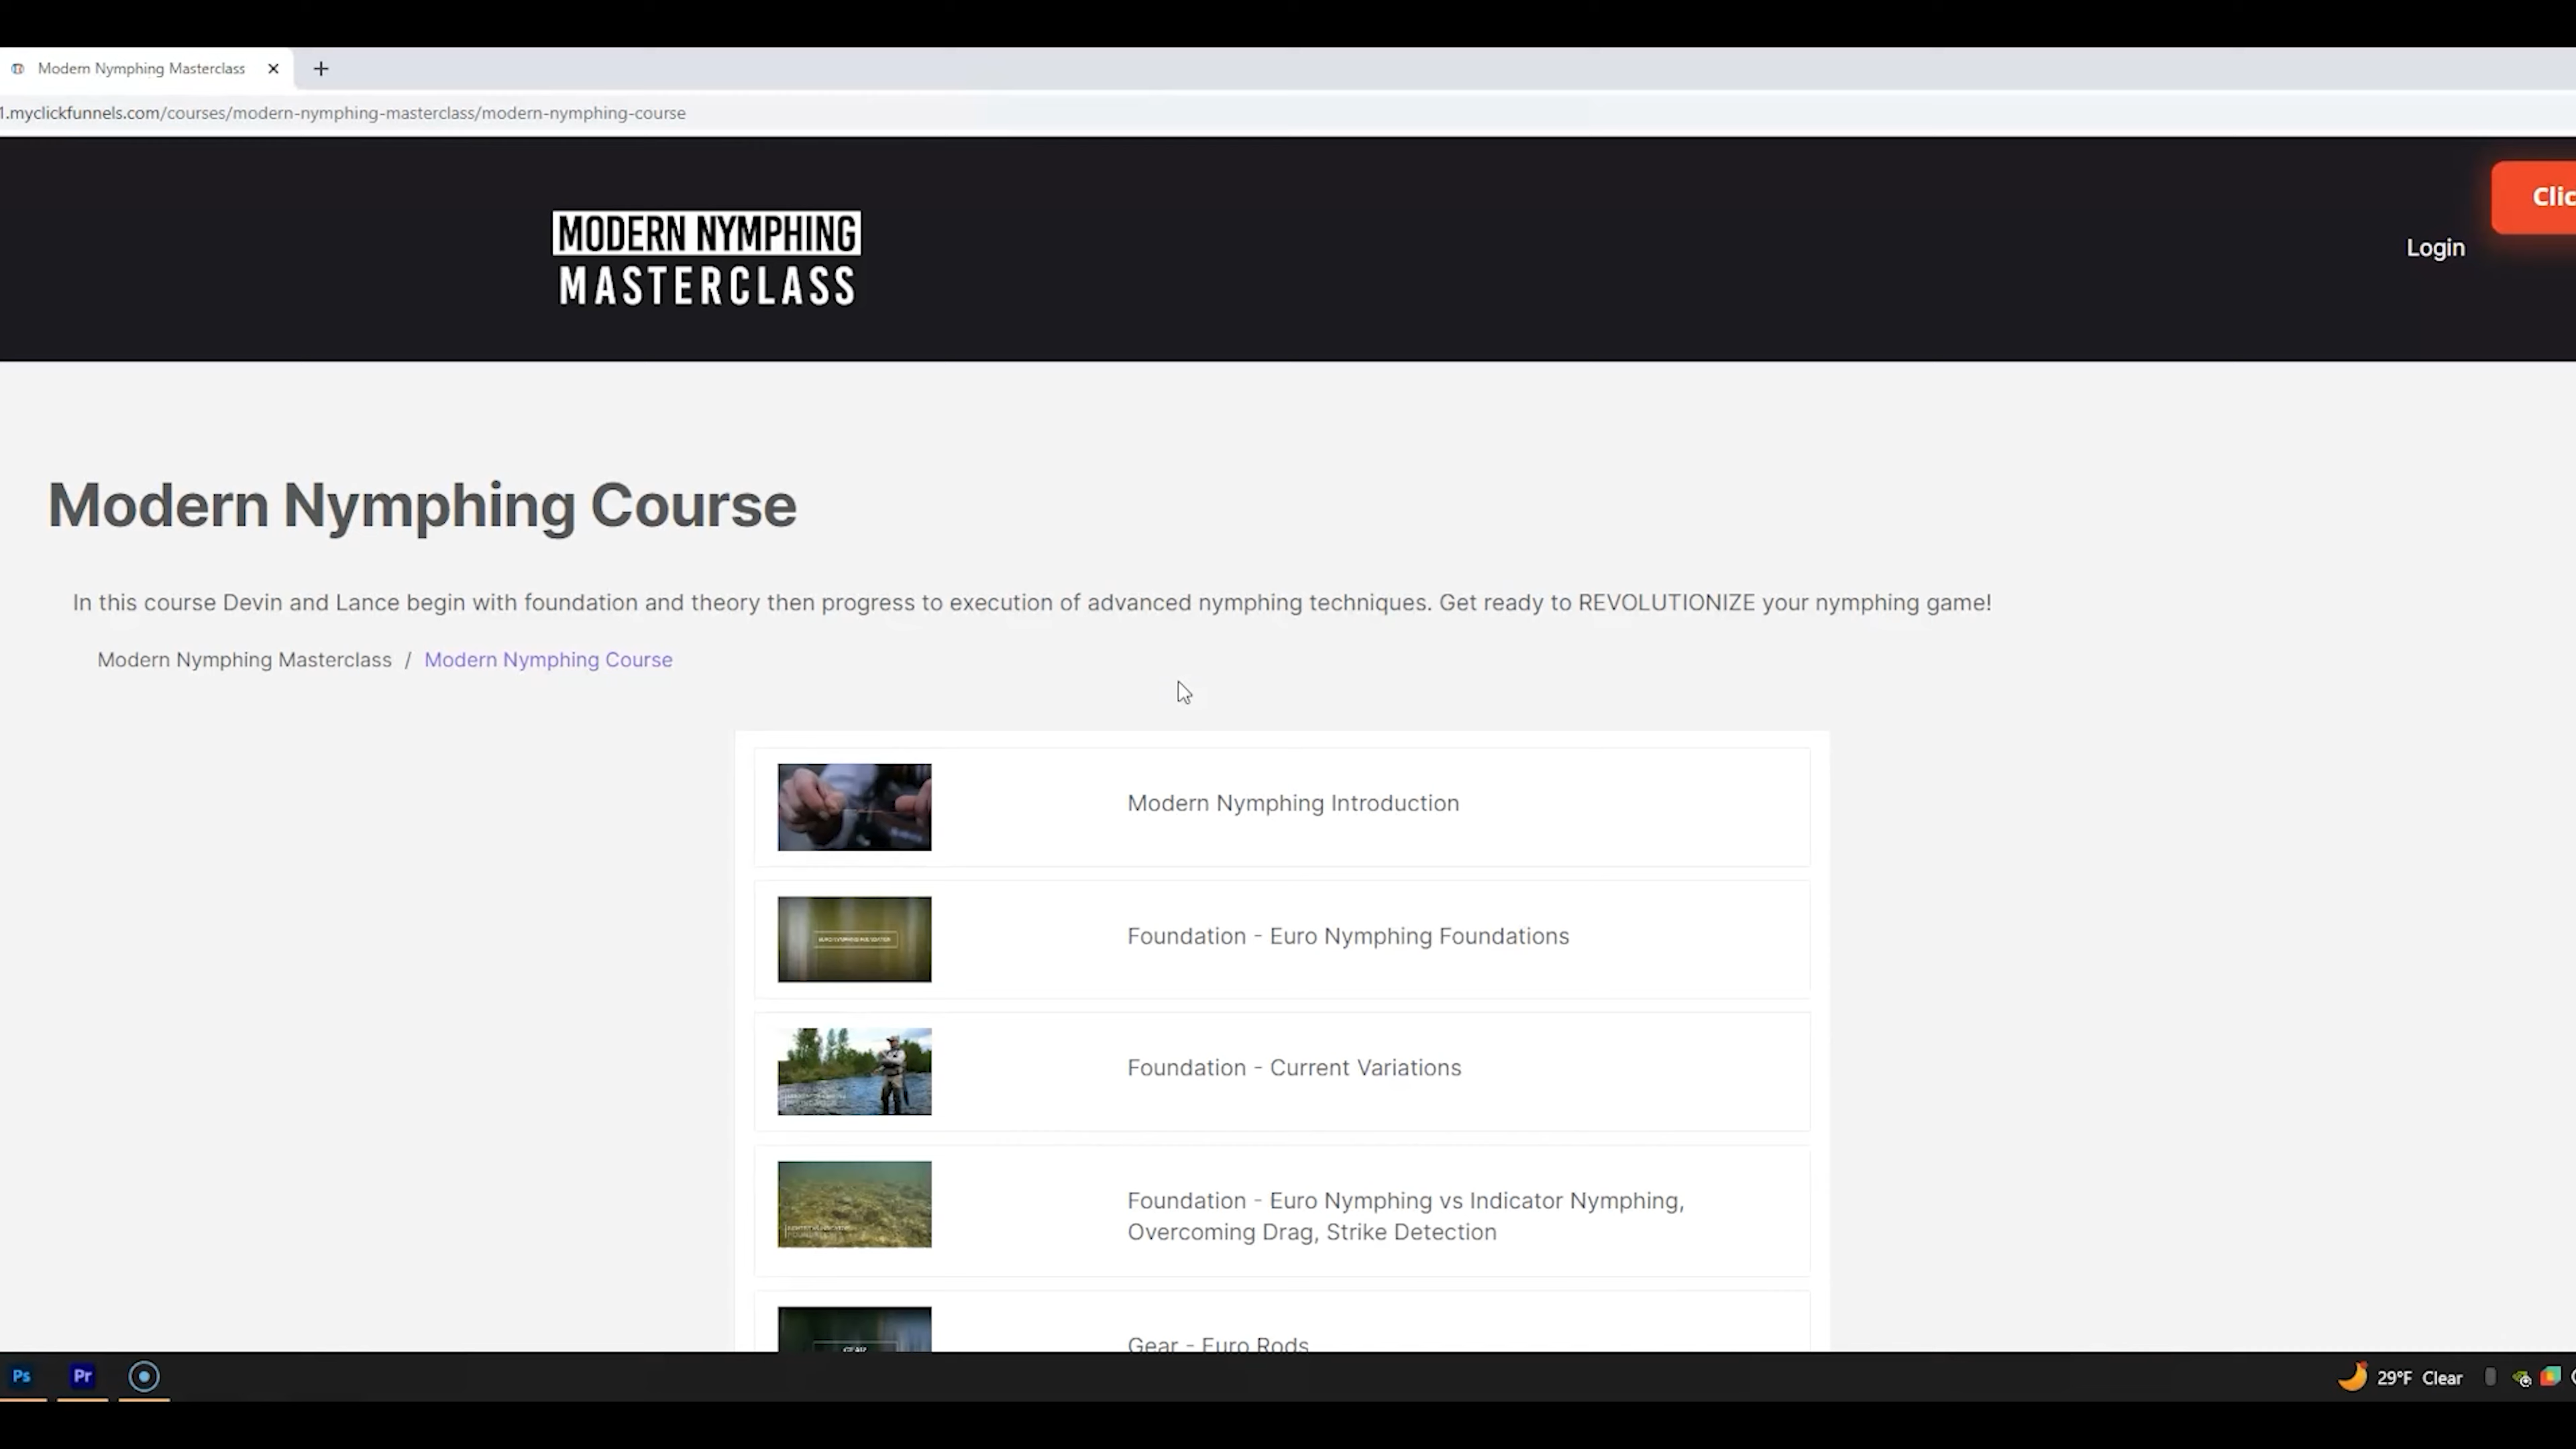 Modern Nymphing Masterclass
1.myclickfunnels.com/courses/modern-nymphing-masterclass/modern-nymphing-course
MODERN NYMPHING
MASTERCLASS
Clic
Login
Modern Nymphing Course
In this course Devin and Lance begin with foundation and theory then progress to execution of advanced nymphing techniques. Get ready to REVOLUTIONIZE your nymphing game!
Modern Nymphing Masterclass / Modern Nymphing Course
Modern Nymphing Introduction
Foundation - Euro Nymphing Foundations
Foundation - Current Variations
Foundation - Euro Nymphing vs Indicator Nymphing,
Overcoming Drag, Strike Detection
GEAR
Gear - Euro Rods
Ps
Pr
29°F Clear